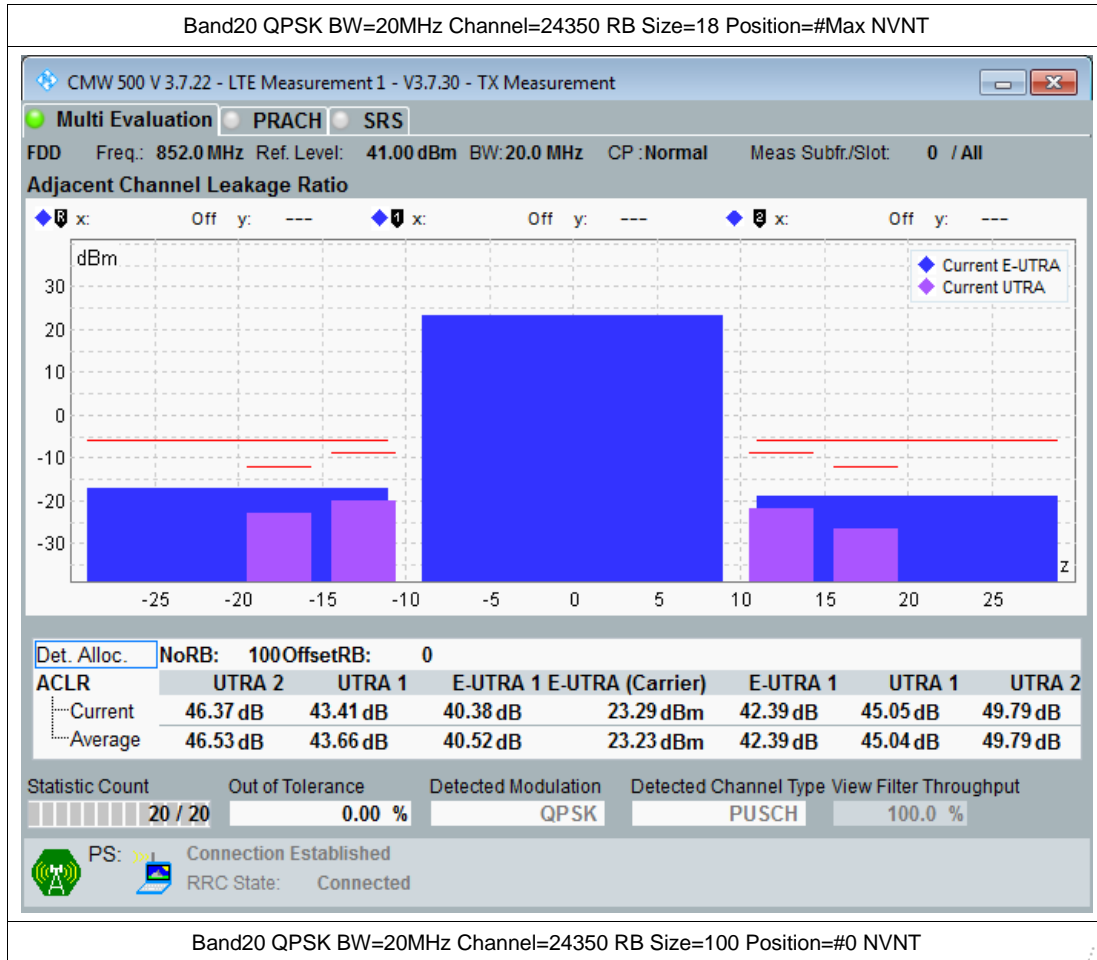 Band20 QPSK BW=20MHz Channel=24350 RB Size=18 Position=#Max NVNT
CMW 500 V 3.7.22 - LTE Measurement 1 - V3.7.30 - TX Measurement
Multi Evaluation PRACH SRS
FDD Freq.: 852.0 MHz Ref. Level: 41.00 dBm BW: 20.0 MHz CP : Normal Meas Subfr./Slot: 0 / All
Adjacent Channel Leakage Ratio
R x: Off y: --- 1 x: Off y: --- 2 x: Off y: ---
dBm
Current E-UTRA
Current UTRA
30
20
10
0
-10
-20
-30
z
-25 -20 -15 -10 -5 0 5 10 15 20 25
Det. Alloc. NoRB: 100 OffsetRB: 0
ACLR UTRA 2 UTRA 1 E-UTRA 1 E-UTRA (Carrier) E-UTRA 1 UTRA 1 UTRA 2
Current 46.37 dB 43.41 dB 40.38 dB 23.29 dBm 42.39 dB 45.05 dB 49.79 dB
Average 46.53 dB 43.66 dB 40.52 dB 23.23 dBm 42.39 dB 45.04 dB 49.79 dB
Statistic Count Out of Tolerance Detected Modulation Detected Channel Type View Filter Throughput
20 / 20 0.00 % QPSK PUSCH 100.0 %
PS: Connection Established
RRC State: Connected
Band20 QPSK BW=20MHz Channel=24350 RB Size=100 Position=#0 NVNT